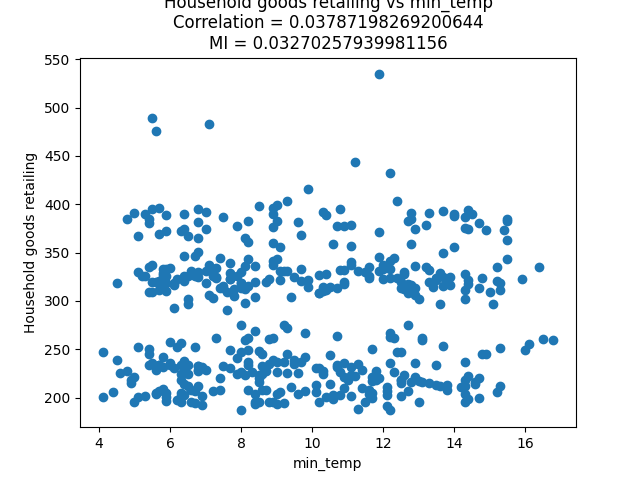 Household goods retailing vs min_temp
Correlation = 0.03787198269200644
MI = 0.03270257939981156
550
500
450
400
350
300
250
200
Household goods retailing
4 6 8 10 12 14 16
min_temp